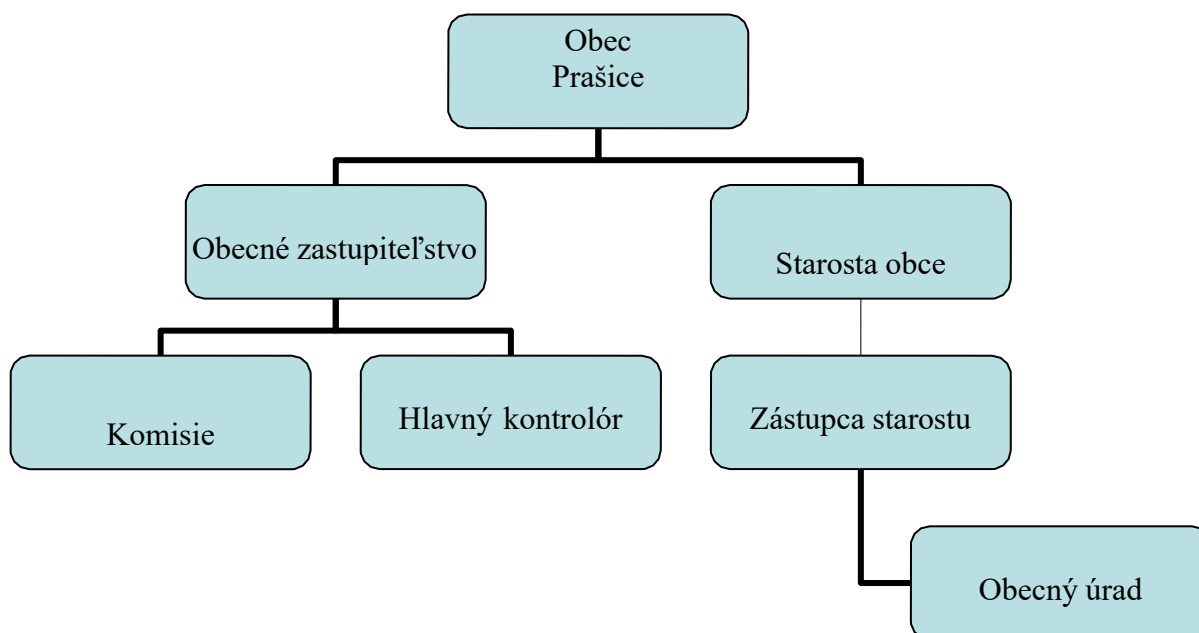 Obec
Prašice
Obecné zastupiteľstvo
Starosta obce
Komisie
Hlavný kontrolór
Zástupca starostu
Obecný úrad